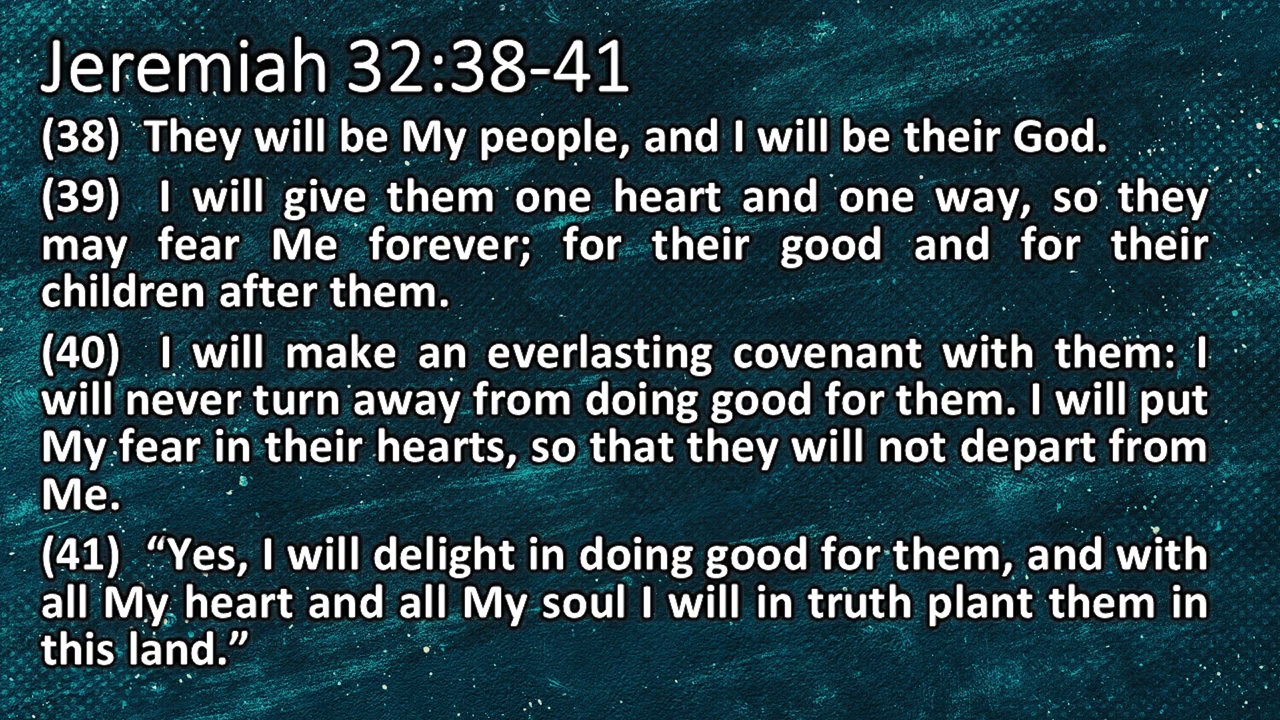 Jeremiah 32:38-41
(38) They will be My people, and I will be their God.
(39) I will give them one heart and one way, so they
may fear Me forever; for their good and for their
children after them.
(40) I will make an everlasting covenant with them: I
will never turn away from doing good for them. I will put
My fear in their hearts, so that they will not depart from
Me.
(41) “Yes, I will delight in doing good for them, and with
all My heart and all My soul I will in truth plant them in
this land.”